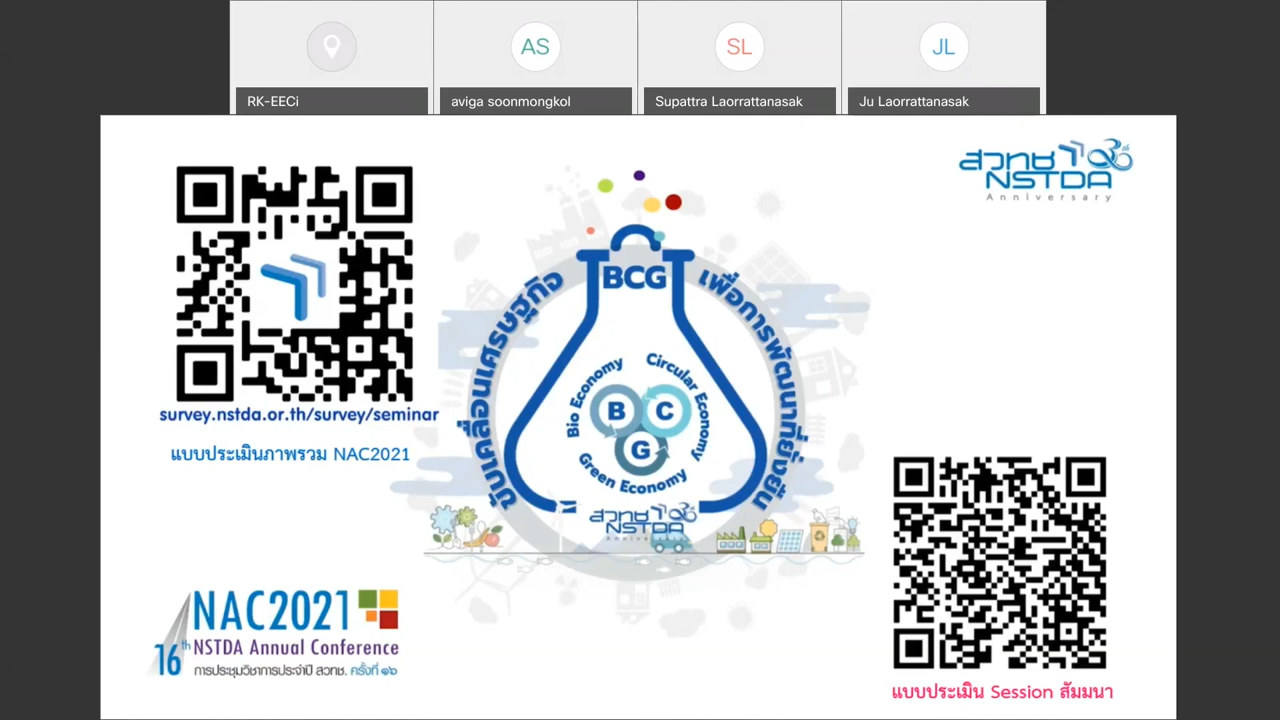 AS
SL
JL
RK-EECi
aviga soonmongkol
Supattra Laorrattanasak
Ju Laorrattanasak
สวทช
NSTDA
th
Anniversary
survey.nstda.or.th/survey/seminar
แบบประเมินภาพรวม NAC2021
ขับเคลื่อนเศรษฐกิจ
BCG
เพื่อการพัฒนาที่ยั่งยืน
Bio Economy
Circular Economy
B
C
G
Green Economy
สวทช
NSTDA
Anniversary
NAC2021
16th NSTDA Annual Conference
การประชุมวิชาการประจำปี สวทช. ครั้งที่ ๑๖
แบบประเมิน Session สัมมนา